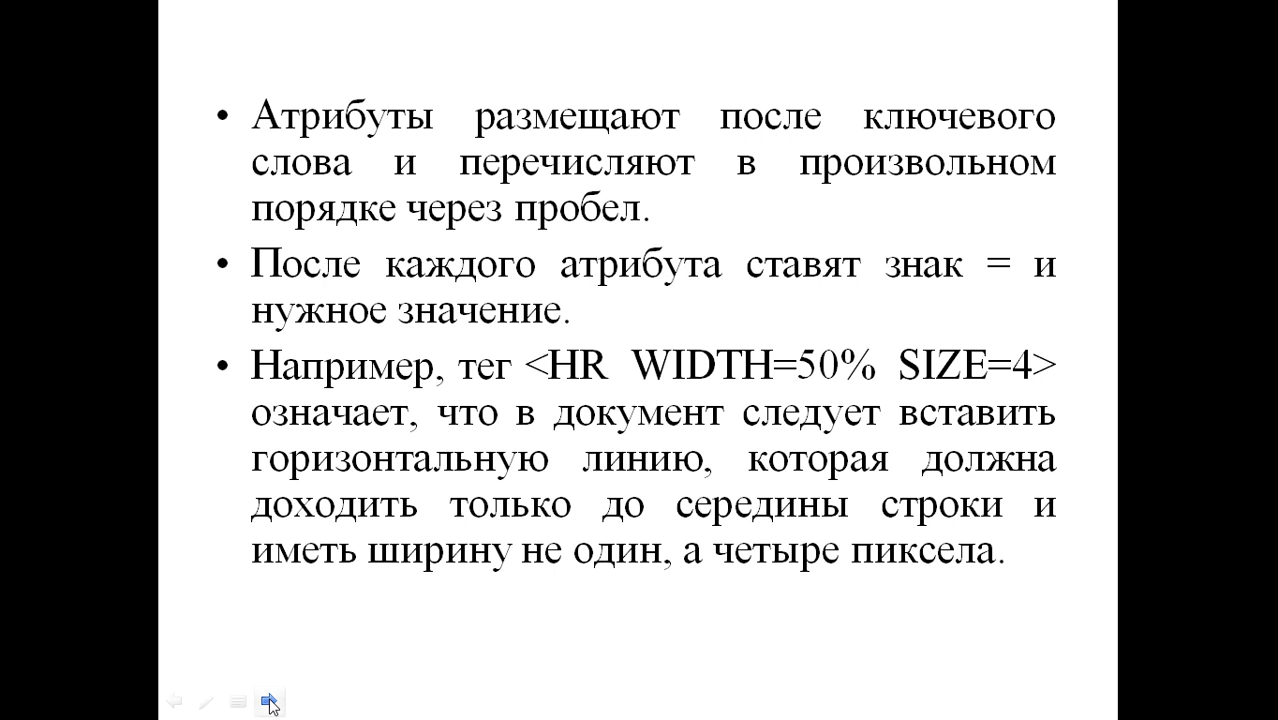 • Атрибуты размещают после ключевого
слова и перечисляют в произвольном
порядке через пробел.
• После каждого атрибута ставят знак = и
нужное значение.
• Например, тег <HR WIDTH=50% SIZE=4>
означает, что в документ следует вставить
горизонтальную линию, которая должна
доходить только до середины строки и
иметь ширину не один, а четыре пиксела.